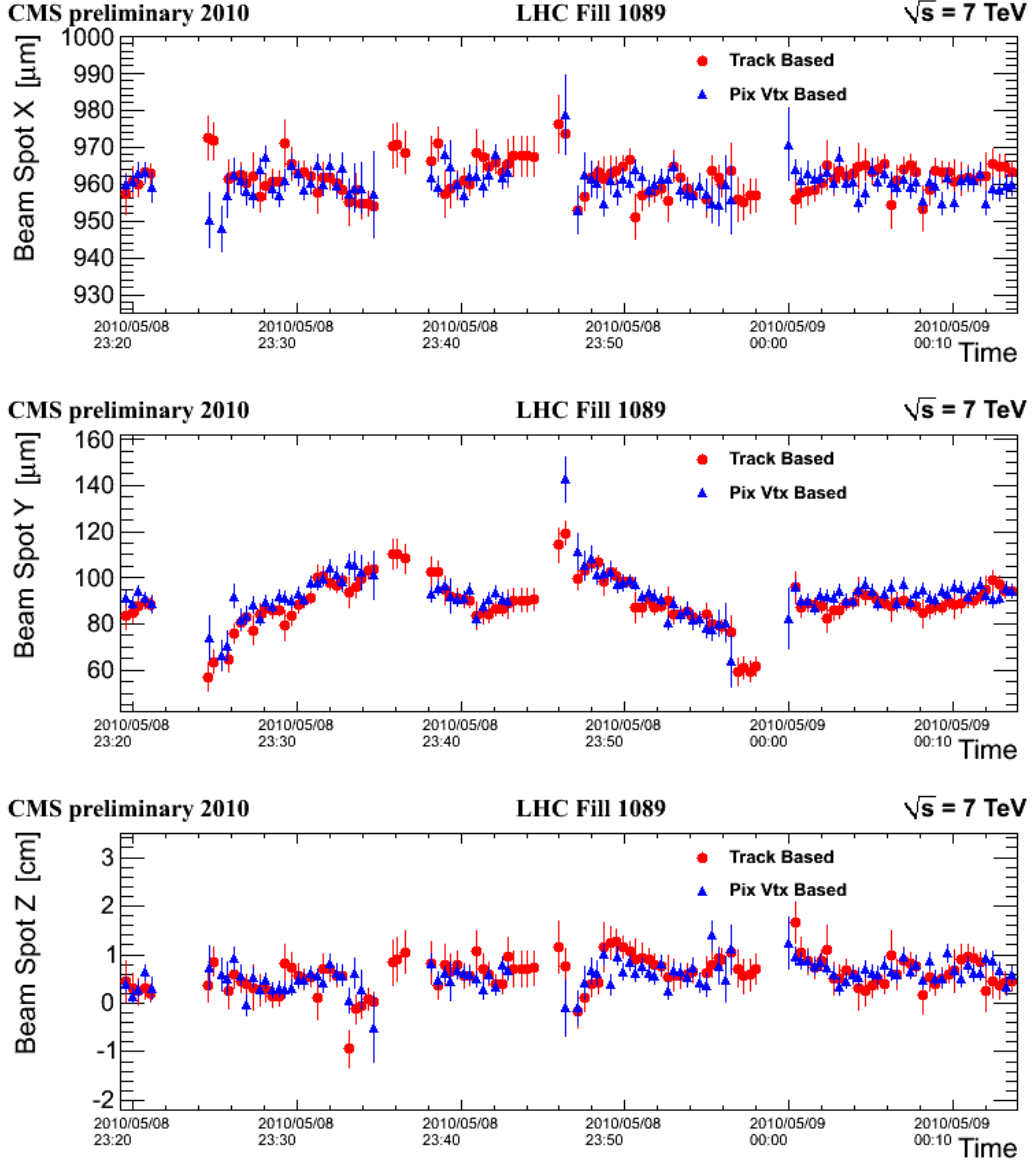 CMS preliminary 2010 LHC Fill 1089 √s = 7 TeV
Beam Spot X [μm]
1000
990
980
970
960
950
940
930
Track Based
Pix Vtx Based
2010/05/08 2010/05/08 2010/05/08 2010/05/08 2010/05/09 2010/05/09
23:20 23:30 23:40 23:50 00:00 00:10
Time
CMS preliminary 2010 LHC Fill 1089 √s = 7 TeV
Beam Spot Y [μm]
160
140
120
100
80
60
Track Based
Pix Vtx Based
2010/05/08 2010/05/08 2010/05/08 2010/05/08 2010/05/09 2010/05/09
23:20 23:30 23:40 23:50 00:00 00:10
Time
CMS preliminary 2010 LHC Fill 1089 √s = 7 TeV
Beam Spot Z [cm]
3
2
1
0
-1
-2
Track Based
Pix Vtx Based
2010/05/08 2010/05/08 2010/05/08 2010/05/08 2010/05/09 2010/05/09
23:20 23:30 23:40 23:50 00:00 00:10
Time